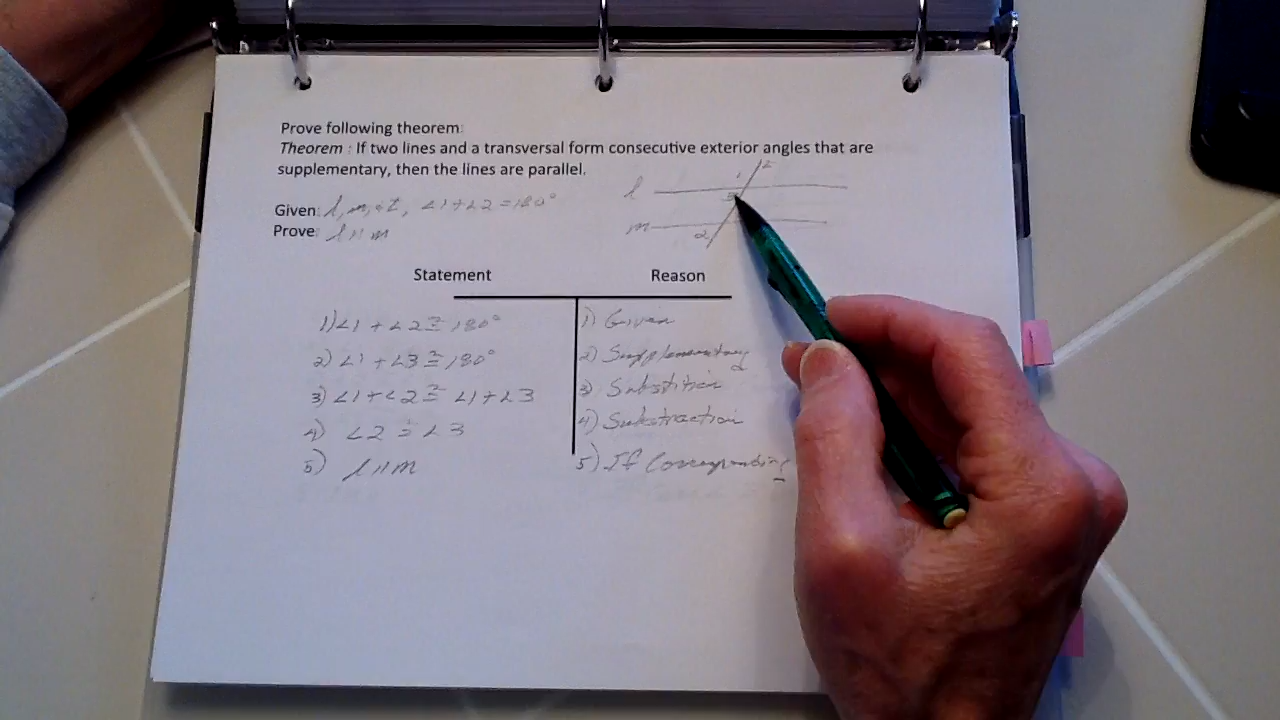 Prove following theorem:
Theorem : If two lines and a transversal form consecutive exterior angles that are
supplementary, then the lines are parallel.
Given: l, m, t, ∠1+∠2=180°
Prove: l || m
1
t
l
3
m
2
Statement Reason
1) ∠1 + ∠2 ≅ 180° 1) Given
2) ∠1 + ∠3 ≅ 180° 2) Supplementary
3) ∠1+∠2 ≅ ∠1+∠3 3)
4) ∠2 ≅ ∠3 4)
5) l || m 5) If Corresponding